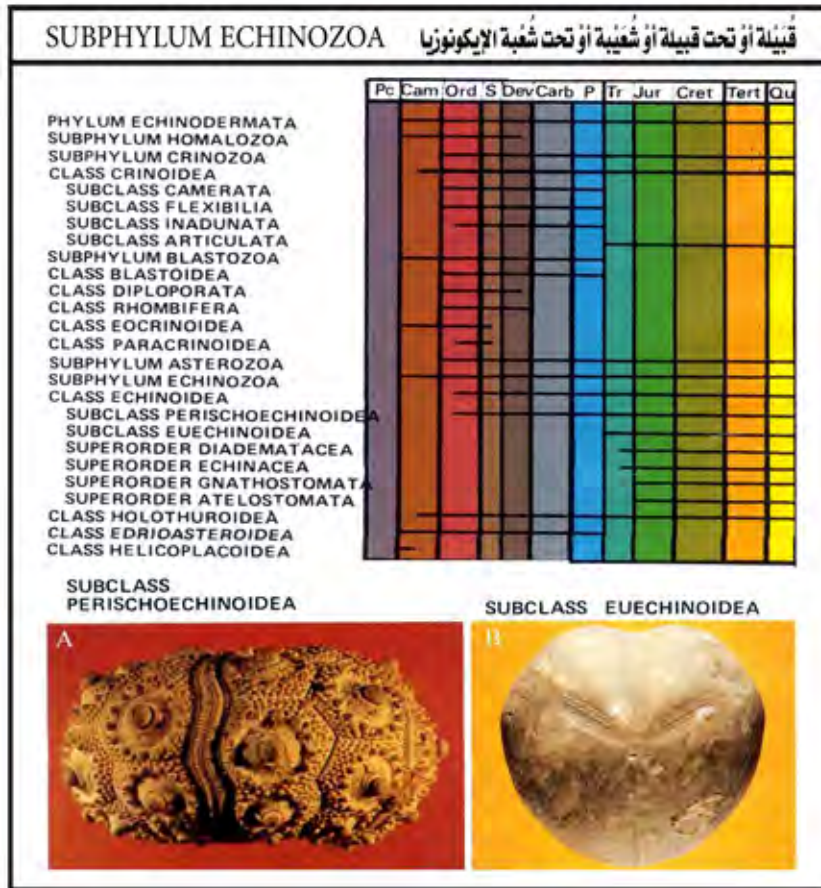 SUBPHYLUM ECHINOZOA قُبَيْلة أوْ تحت قبيلة أوْ شُعَيْبة أوْ تحت شُعْبة الإيكونوزيا
Pc Cam Ord S Dev Carb P Tr Jur Cret Tert Qu
PHYLUM ECHINODERMATA
SUBPHYLUM HOMALOZOA
SUBPHYLUM CRINOZOA
CLASS CRINOIDEA
SUBCLASS CAMERATA
SUBCLASS FLEXIBILIA
SUBCLASS INADUNATA
SUBCLASS ARTICULATA
SUBPHYLUM BLASTOZOA
CLASS BLASTOIDEA
CLASS DIPLOPORATA
CLASS RHOMBIFERA
CLASS EOCRINOIDEA
CLASS PARACRINOIDEA
SUBPHYLUM ASTEROZOA
SUBPHYLUM ECHINOZOA
CLASS ECHINOIDEA
SUBCLASS PERISCHOECHINOIDEA
SUBCLASS EUECHINOIDEA
SUPERORDER DIADEMATACEA
SUPERORDER ECHINACEA
SUPERORDER GNATHOSTOMATA
SUPERORDER ATELOSTOMATA
CLASS HOLOTHUROIDEA
CLASS EDRIOASTEROIDEA
CLASS HELICOPLACOIDEA
SUBCLASS
PERISCHOECHINOIDEA
SUBCLASS EUECHINOIDEA
A
B